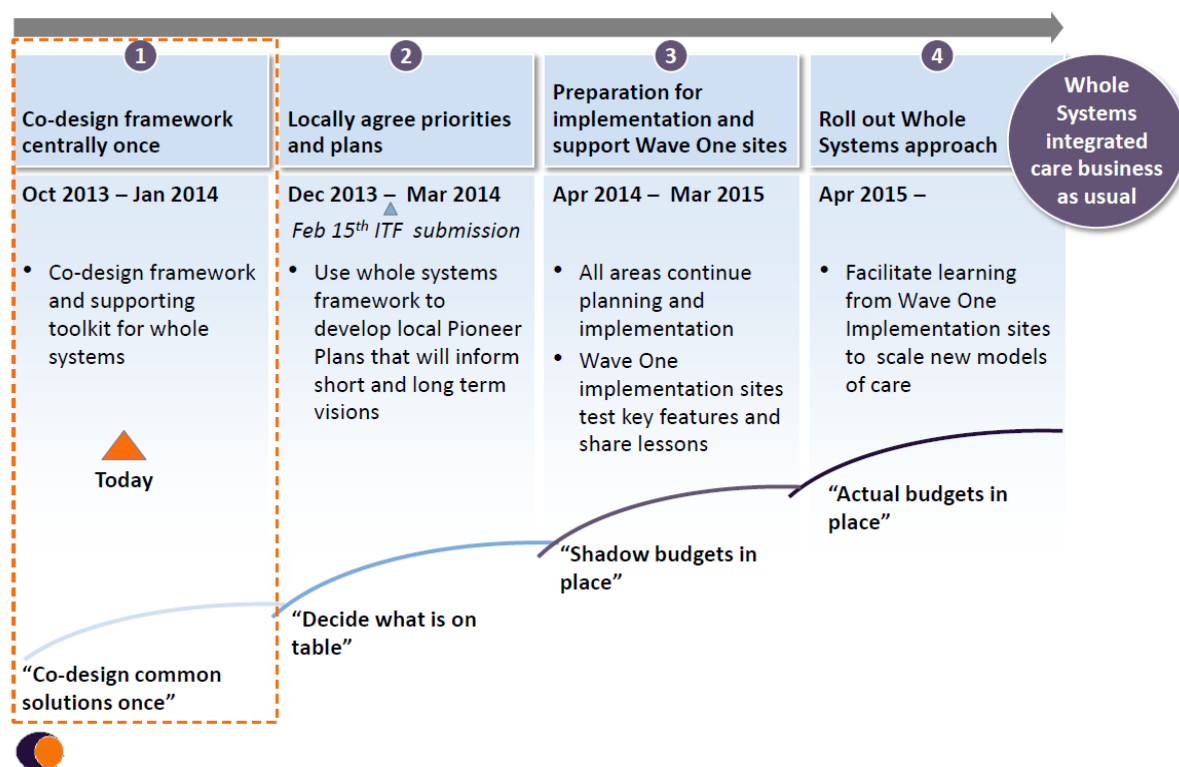 1
Co-design framework
centrally once
Oct 2013 – Jan 2014
• Co-design framework
and supporting
toolkit for whole
systems
Today
“Co-design common
solutions once”
2
Locally agree priorities
and plans
Dec 2013 – Mar 2014
Feb 15th ITF submission
• Use whole systems
framework to
develop local Pioneer
Plans that will inform
short and long term
visions
“Decide what is on
table”
3
Preparation for
implementation and
support Wave One sites
Apr 2014 – Mar 2015
• All areas continue
planning and
implementation
• Wave One
implementation sites
test key features and
share lessons
“Shadow budgets in
place”
4
Roll out Whole
Systems approach
Apr 2015 –
• Facilitate learning
from Wave One
Implementation sites
to scale new models
of care
“Actual budgets in
place”
Whole
Systems
integrated
care business
as usual